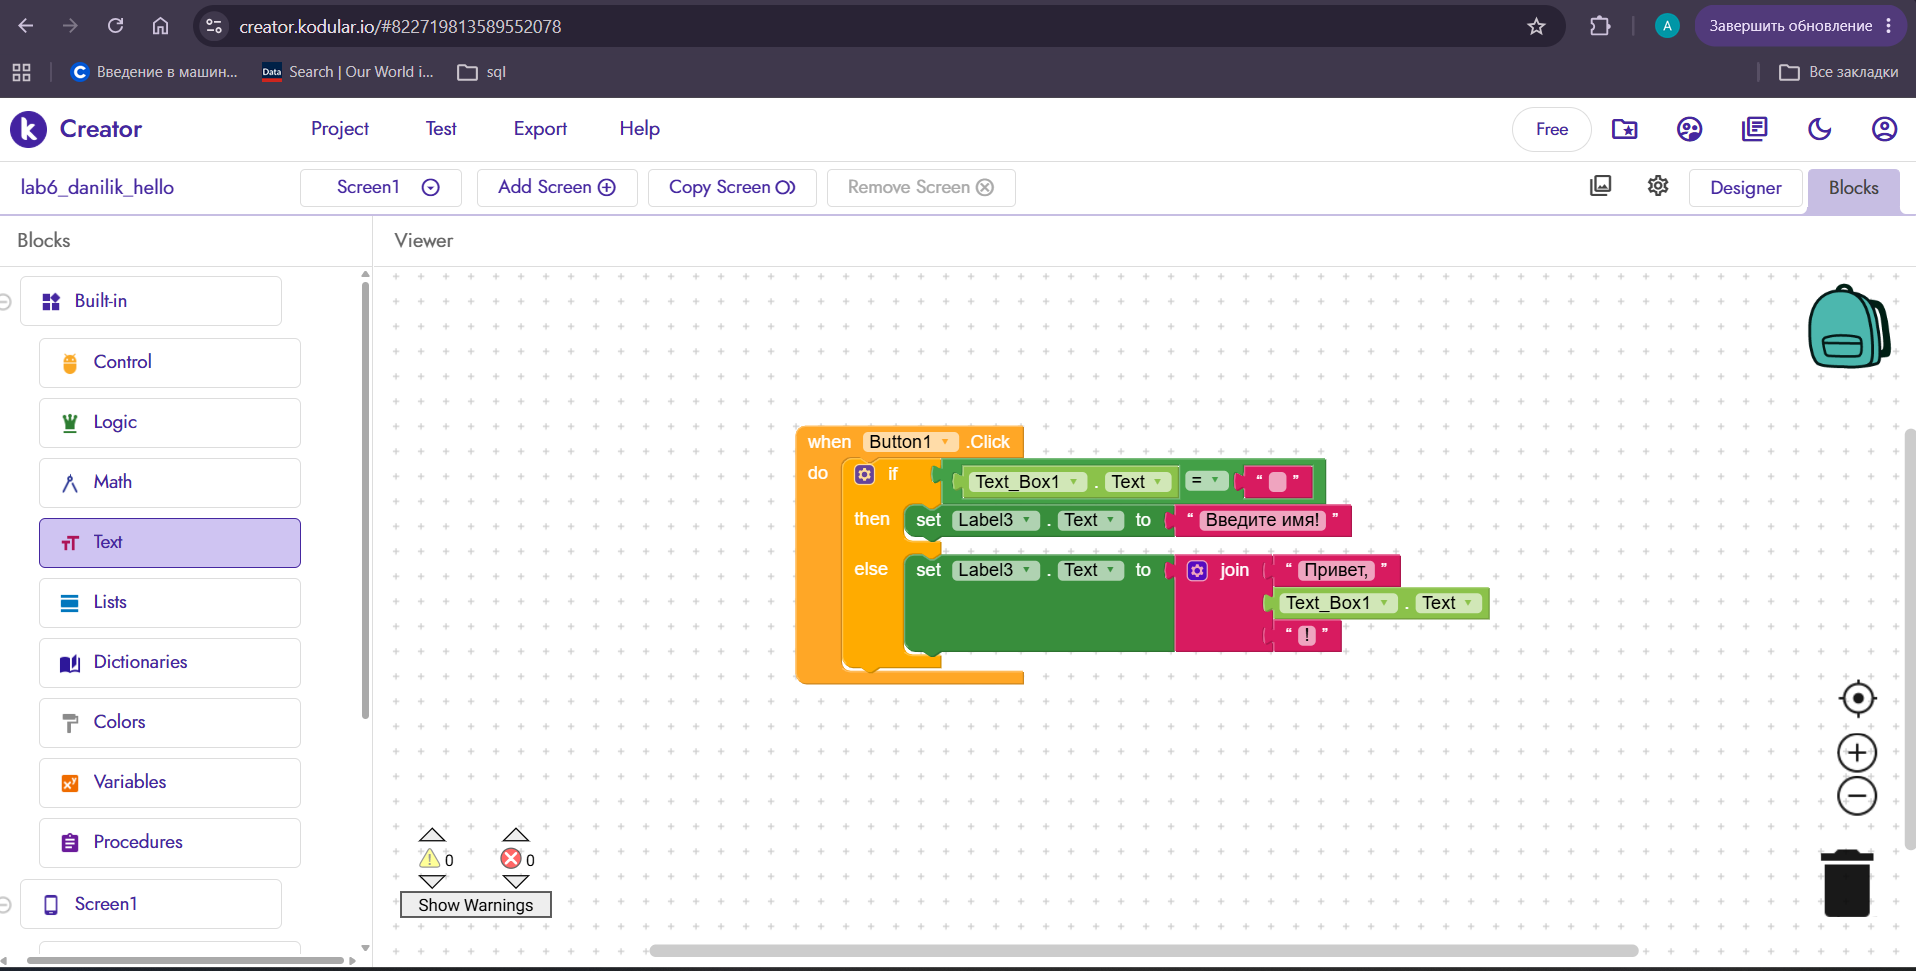 creator.kodular.io/#822719813589552078
A
Завершить обновление
Введение в машин...
Data
Search | Our World i...
sql
Все закладки
Creator
Project
Test
Export
Help
Free
lab6_danilik_hello
Screen1
Add Screen
Copy Screen
Remove Screen
Designer
Blocks
Blocks
Viewer
Built-in
Control
Logic
Math
Text
Lists
Dictionaries
Colors
Variables
Procedures
Screen1
when Button1 .Click
do if Text_Box1 . Text = “ ”
then set Label3 . Text to “ Введите имя! ”
else set Label3 . Text to join “ Привет, ”
Text_Box1 . Text
“ ! ”
0 0
Show Warnings